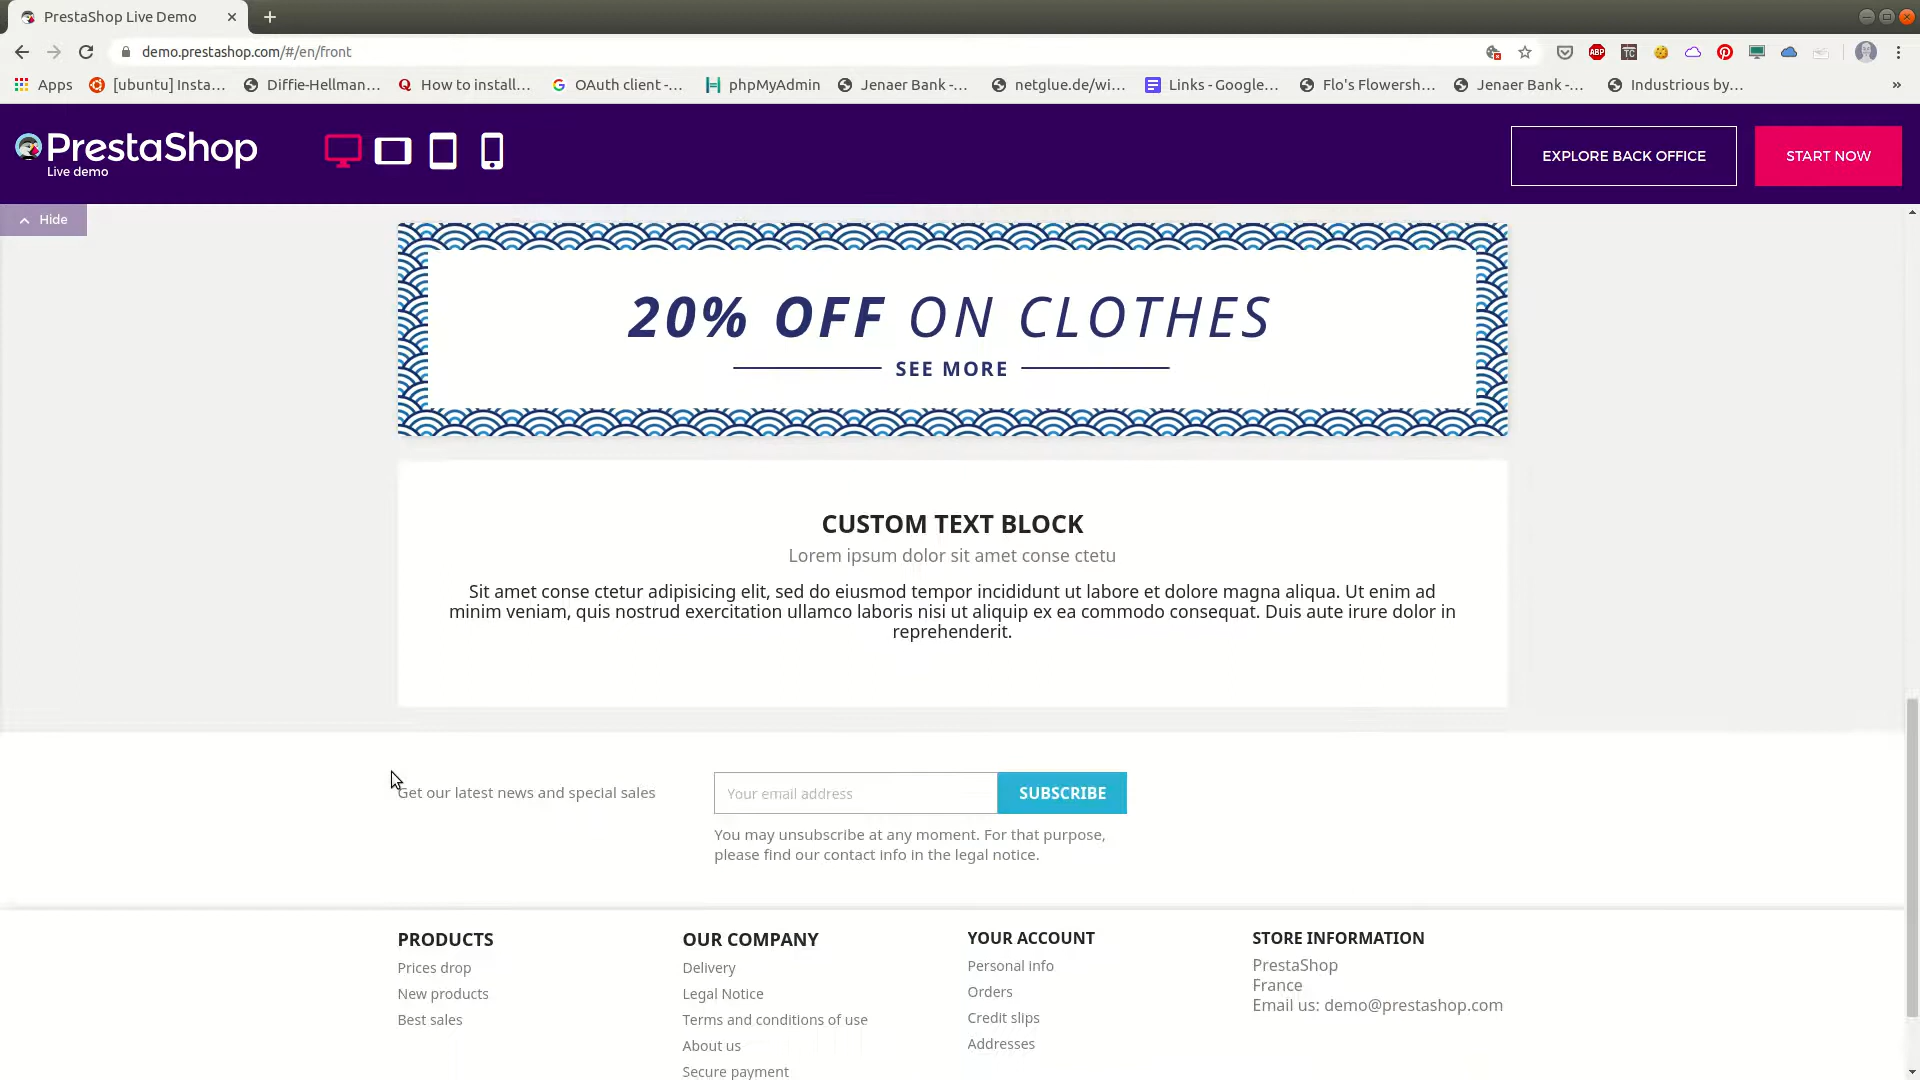 PrestaShop Live Demo
demo.prestashop.com/#/en/front
ABP
TC
Apps
[ubuntu] Insta...
Diffie-Hellman...
How to install...
OAuth client -...
phpMyAdmin
Jenaer Bank -...
netglue.de/wi...
Links - Google...
Flo's Flowersh...
Jenaer Bank -...
Industrious by...
PrestaShop
Live demo
EXPLORE BACK OFFICE
START NOW
Hide
20% OFF ON CLOTHES
SEE MORE
CUSTOM TEXT BLOCK
Lorem ipsum dolor sit amet conse ctetu
Sit amet conse ctetur adipisicing elit, sed do eiusmod tempor incididunt ut labore et dolore magna aliqua. Ut enim ad
minim veniam, quis nostrud exercitation ullamco laboris nisi ut aliquip ex ea commodo consequat. Duis aute irure dolor in
reprehenderit.
Get our latest news and special sales
Your email address
SUBSCRIBE
You may unsubscribe at any moment. For that purpose,
please find our contact info in the legal notice.
PRODUCTS
Prices drop
New products
Best sales
OUR COMPANY
Delivery
Legal Notice
Terms and conditions of use
About us
Secure payment
YOUR ACCOUNT
Personal info
Orders
Credit slips
Addresses
STORE INFORMATION
PrestaShop
France
Email us: demo@prestashop.com